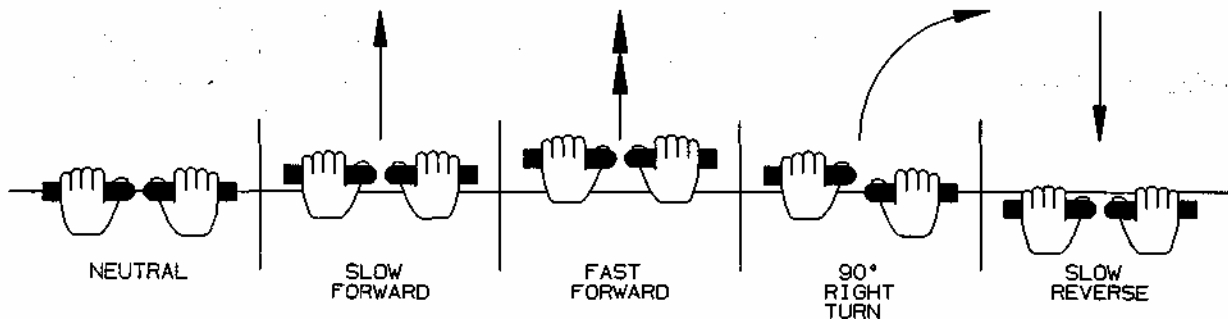 NEUTRAL
SLOW
FORWARD
FAST
FORWARD
90°
RIGHT
TURN
SLOW
REVERSE